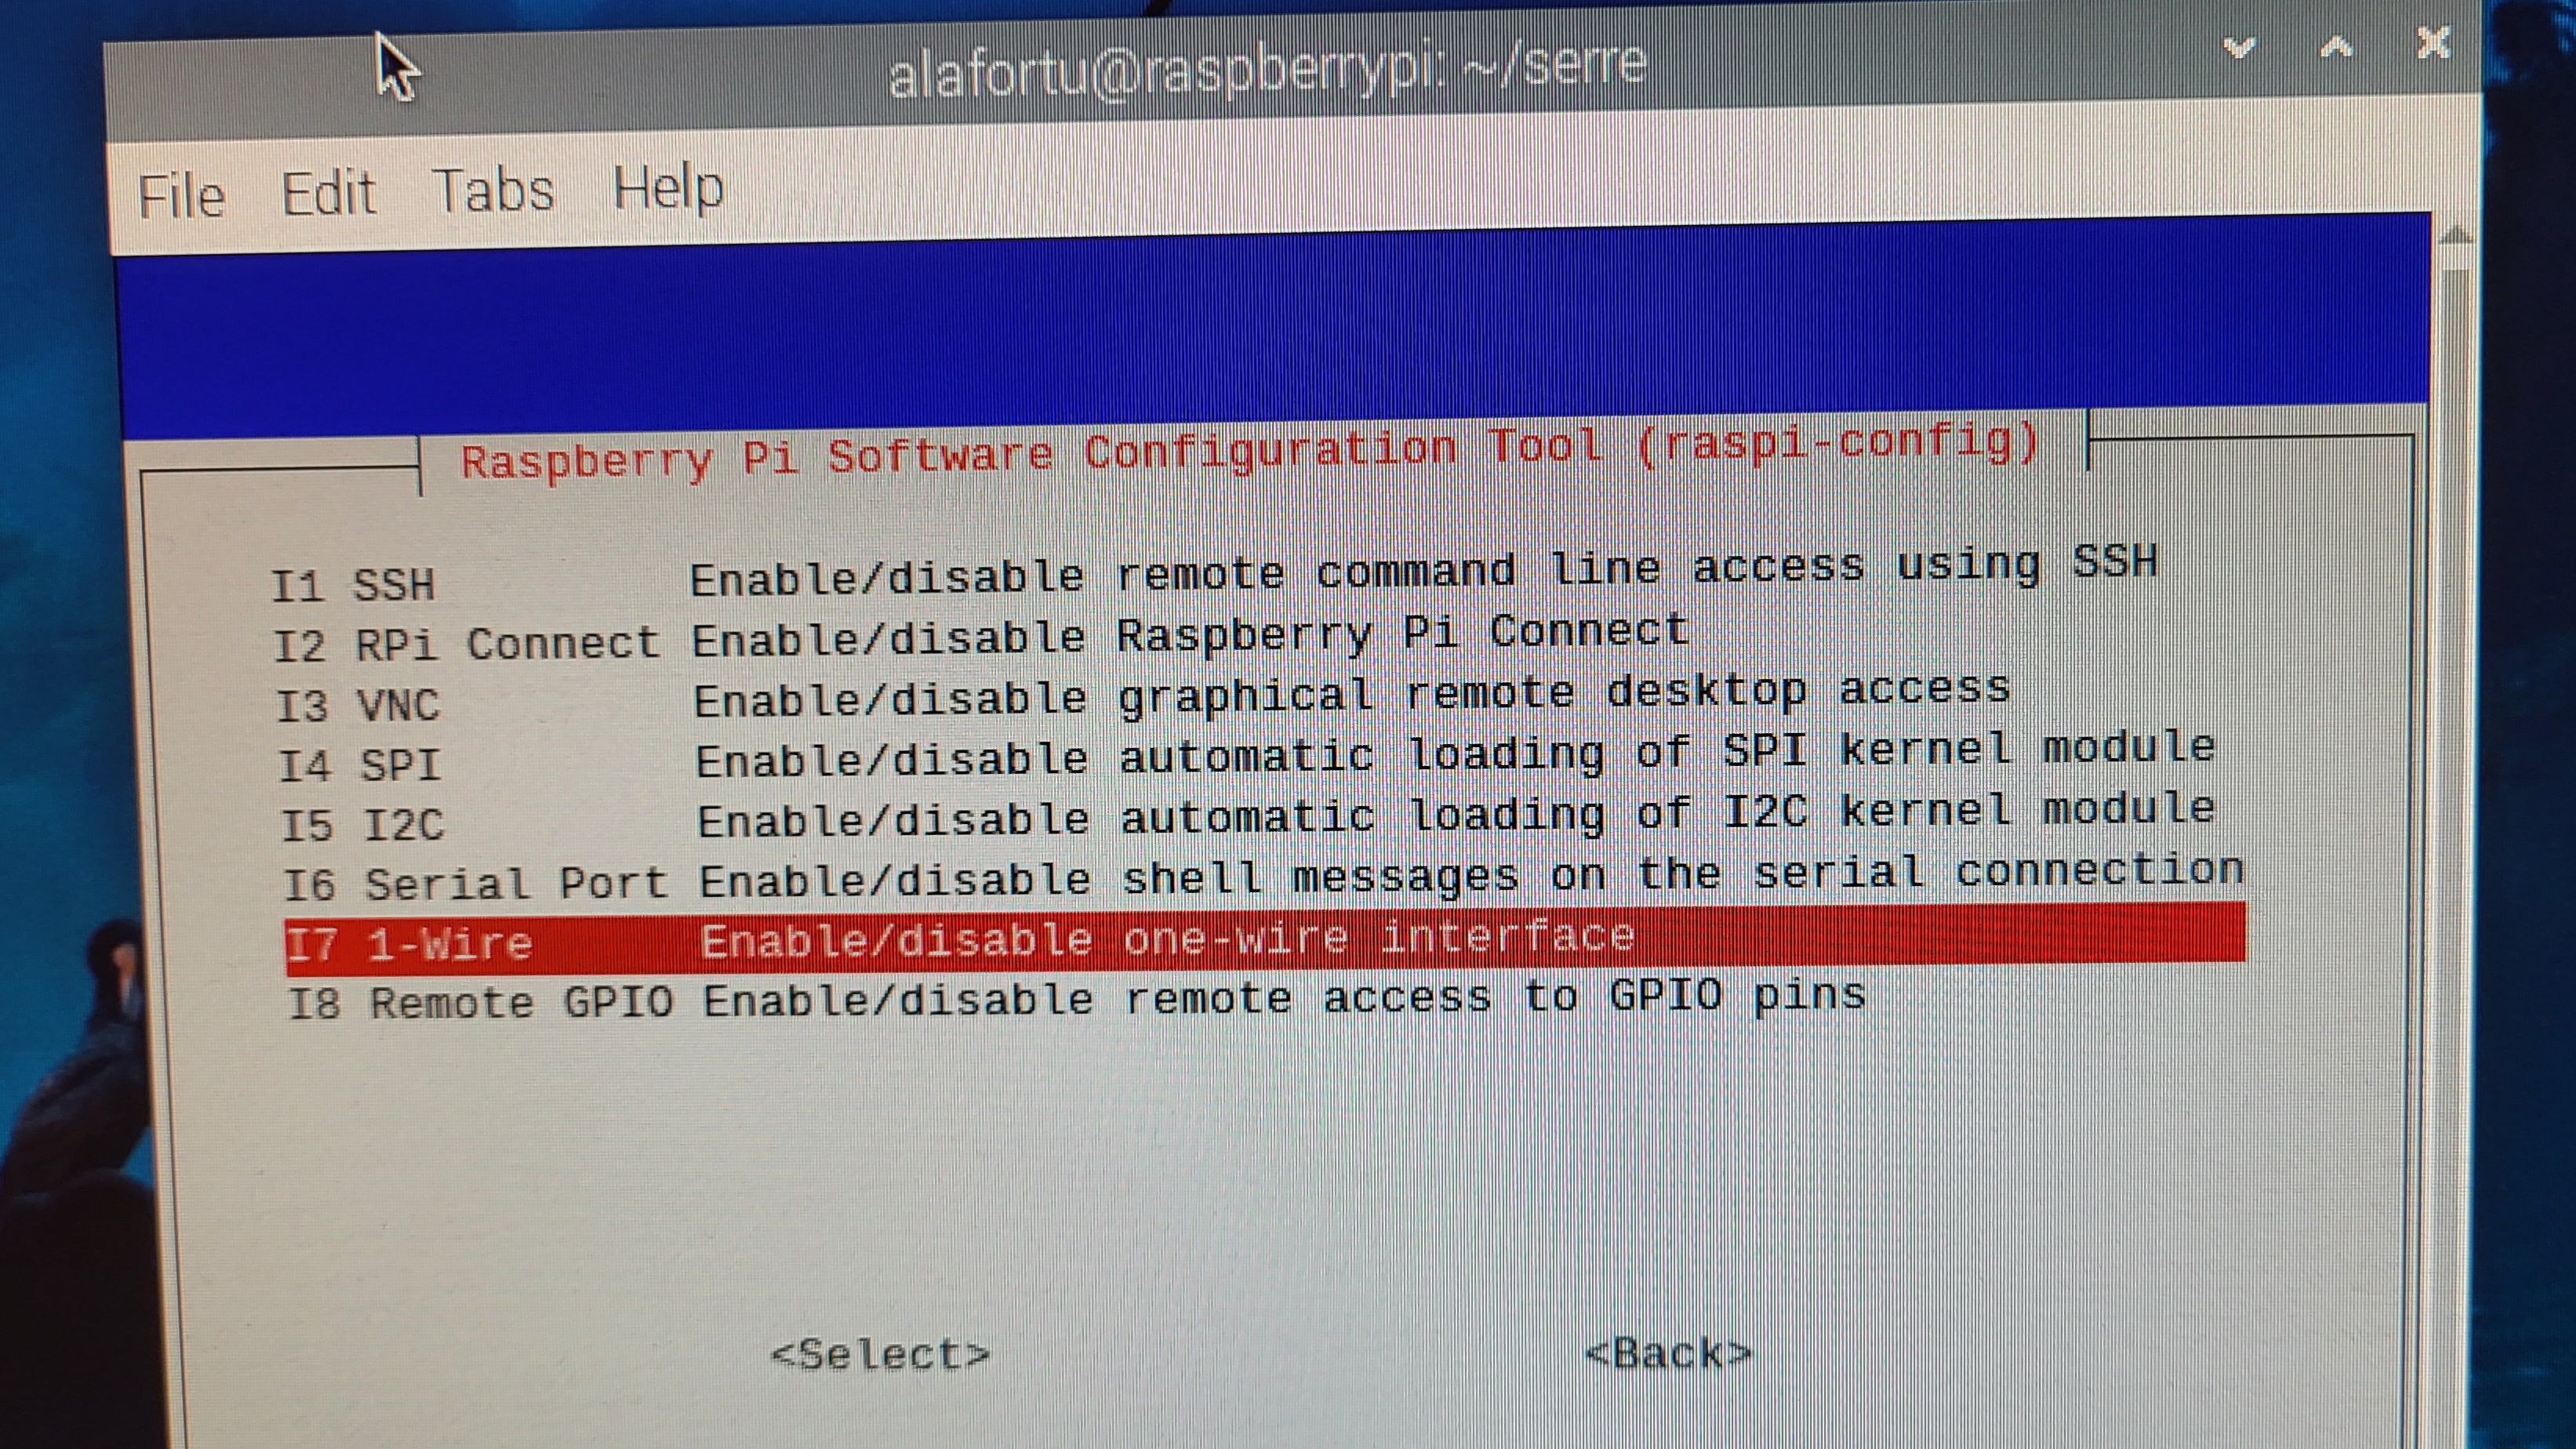 alafortu@raspberrypi: ~/serre
File Edit Tabs Help
Raspberry Pi Software Configuration Tool (raspi-config)
I1 SSH Enable/disable remote command line access using SSH
I2 RPi Connect Enable/disable Raspberry Pi Connect
I3 VNC Enable/disable graphical remote desktop access
I4 SPI Enable/disable automatic loading of SPI kernel module
I5 I2C Enable/disable automatic loading of I2C kernel module
I6 Serial Port Enable/disable shell messages on the serial connection
I7 1-Wire Enable/disable one-wire interface
I8 Remote GPIO Enable/disable remote access to GPIO pins
<Select> <Back>